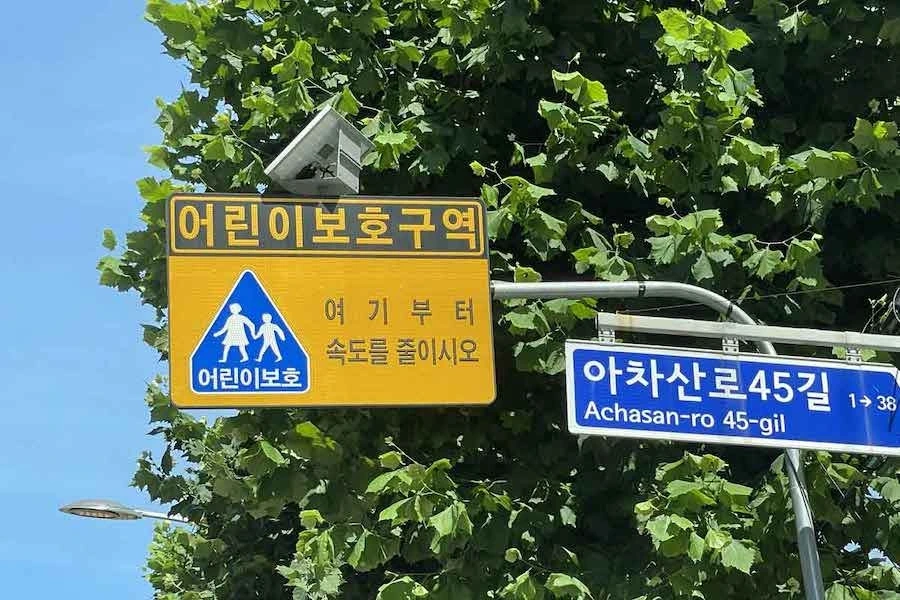 어린이보호구역
여기부터
속도를 줄이시오
어린이보호
아차산로45길
1→38
Achasan-ro 45-gil